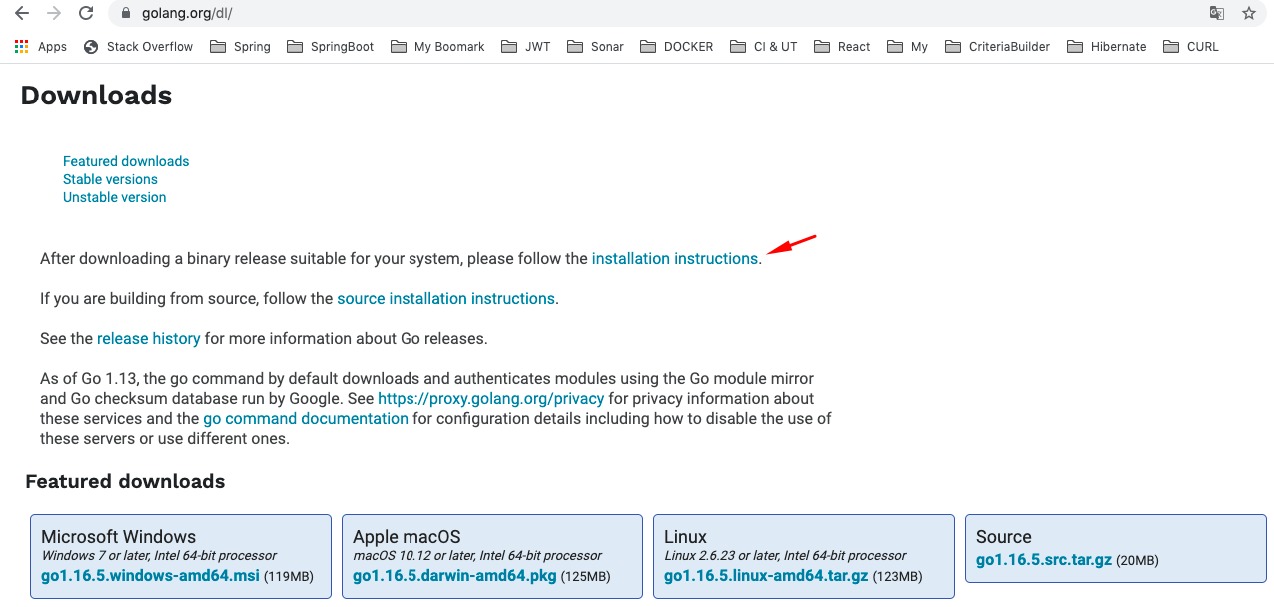 golang.org/dl/
Apps Stack Overflow Spring SpringBoot My Boomark JWT Sonar DOCKER CI & UT React My CriteriaBuilder Hibernate CURL
Downloads
Featured downloads
Stable versions
Unstable version
After downloading a binary release suitable for your system, please follow the installation instructions.
If you are building from source, follow the source installation instructions.
See the release history for more information about Go releases.
As of Go 1.13, the go command by default downloads and authenticates modules using the Go module mirror
and Go checksum database run by Google. See https://proxy.golang.org/privacy for privacy information about
these services and the go command documentation for configuration details including how to disable the use of
these servers or use different ones.
Featured downloads
Microsoft Windows
Windows 7 or later, Intel 64-bit processor
go1.16.5.windows-amd64.msi (119MB)
Apple macOS
macOS 10.12 or later, Intel 64-bit processor
go1.16.5.darwin-amd64.pkg (125MB)
Linux
Linux 2.6.23 or later, Intel 64-bit processor
go1.16.5.linux-amd64.tar.gz (123MB)
Source
go1.16.5.src.tar.gz (20MB)